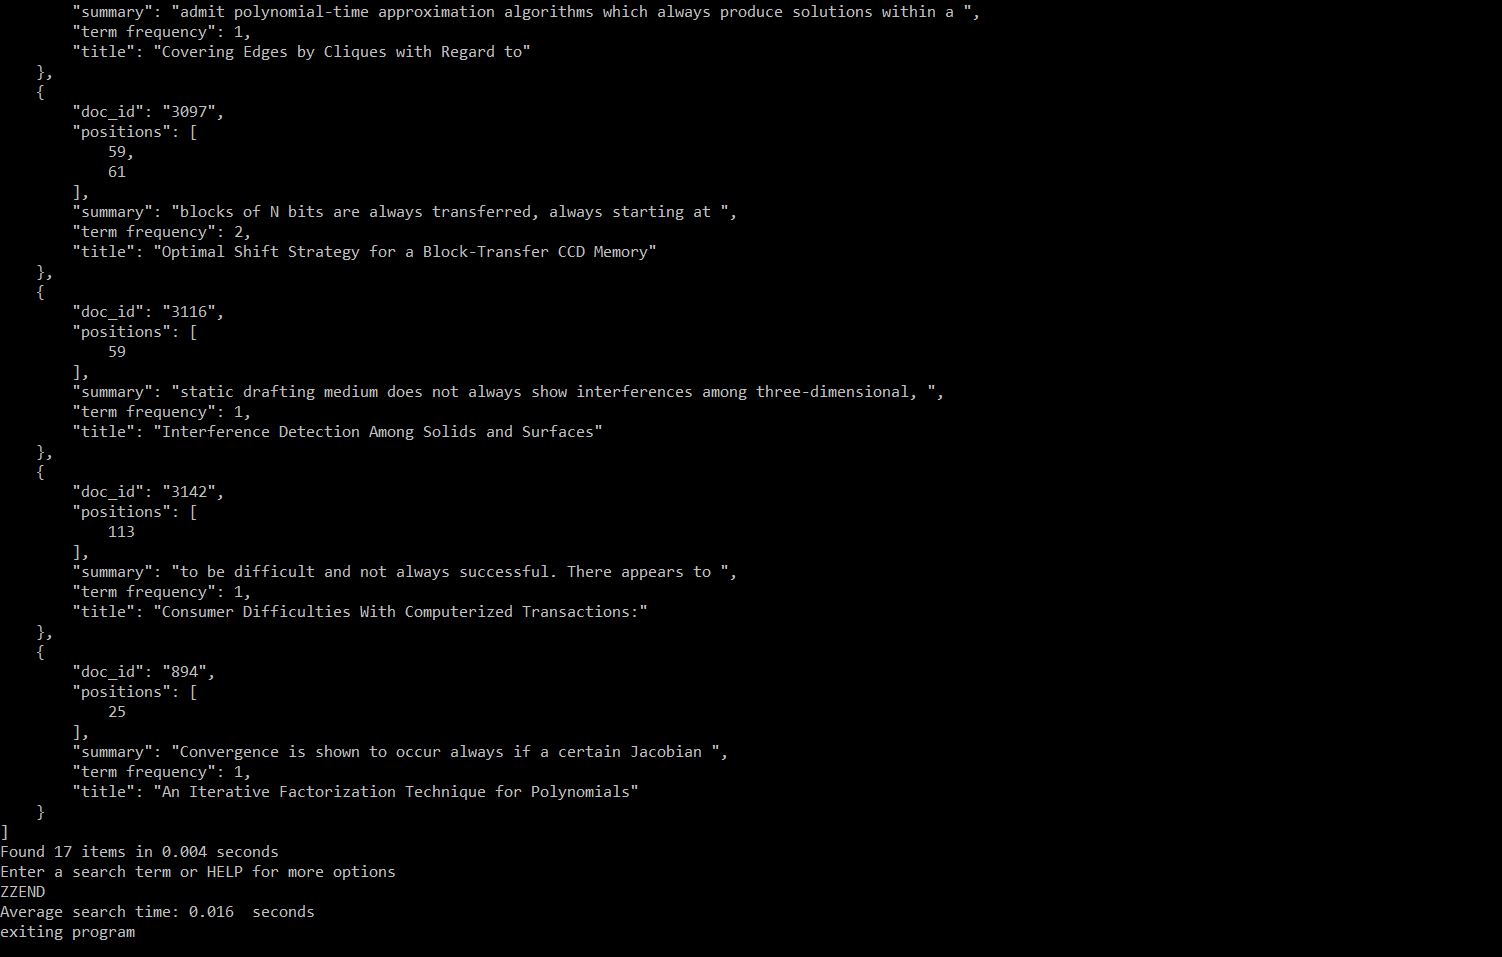 "summary": "admit polynomial-time approximation algorithms which always produce solutions within a ",
"term frequency": 1,
"title": "Covering Edges by Cliques with Regard to"
},
{
"doc_id": "3097",
"positions": [
59,
61
],
"summary": "blocks of N bits are always transferred, always starting at ",
"term frequency": 2,
"title": "Optimal Shift Strategy for a Block-Transfer CCD Memory"
},
{
"doc_id": "3116",
"positions": [
59
],
"summary": "static drafting medium does not always show interferences among three-dimensional, ",
"term frequency": 1,
"title": "Interference Detection Among Solids and Surfaces"
},
{
"doc_id": "3142",
"positions": [
113
],
"summary": "to be difficult and not always successful. There appears to ",
"term frequency": 1,
"title": "Consumer Difficulties With Computerized Transactions:"
},
{
"doc_id": "894",
"positions": [
25
],
"summary": "Convergence is shown to occur always if a certain Jacobian ",
"term frequency": 1,
"title": "An Iterative Factorization Technique for Polynomials"
}
]
Found 17 items in 0.004 seconds
Enter a search term or HELP for more options
ZZEND
Average search time: 0.016  seconds
exiting program